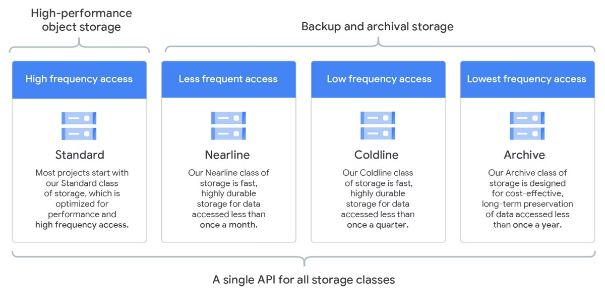 High-performance
object storage
Backup and archival storage
High frequency access
Less frequent access
Low frequency access
Lowest frequency access
Standard
Most projects start with
our Standard class
of storage, which is
optimized for
performance and
high frequency access.
Nearline
Our Nearline class of
storage is fast,
highly durable
storage for data
accessed less than
once a month.
Coldline
Our Coldline class
of storage is fast,
highly durable
storage for data
accessed less than
once a quarter.
Archive
Our Archive class of
storage is designed
for cost-effective,
long-term preservation
of data accessed less
than once a year.
A single API for all storage classes